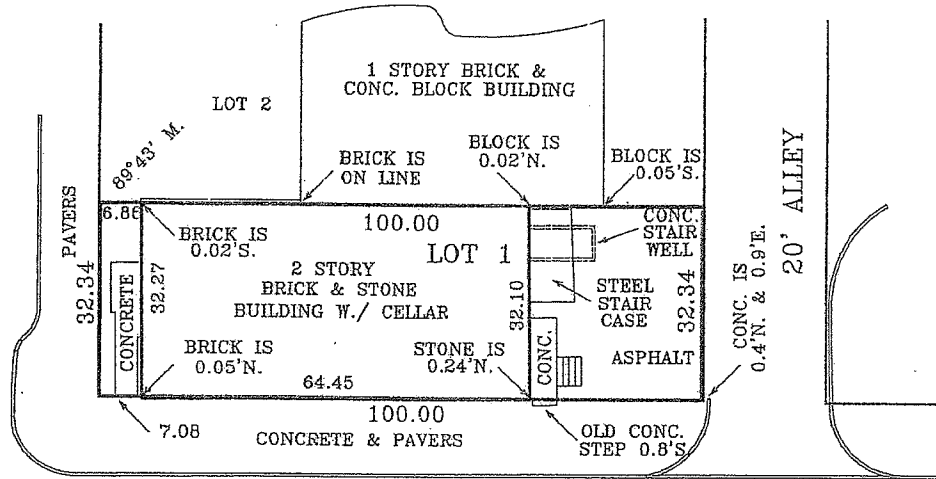 1 STORY BRICK &
CONC. BLOCK BUILDING
LOT 2
89°43' M.
BRICK IS
ON LINE
BLOCK IS
0.02'N.
BLOCK IS
0.05'S.
PAVERS
6.86
100.00
CONC.
STAIR
WELL
BRICK IS
0.02'S.
LOT 1
20' ALLEY
32.34
CONCRETE
32.27
2 STORY
BRICK & STONE
BUILDING W./ CELLAR
32.10
STEEL
STAIR
CASE
32.34
CONC. IS
0.4'N. & 0.9'E.
BRICK IS
0.05'N.
STONE IS
0.24'N.
CONC.
ASPHALT
64.45
100.00
7.08
CONCRETE & PAVERS
OLD CONC.
STEP 0.8'S.